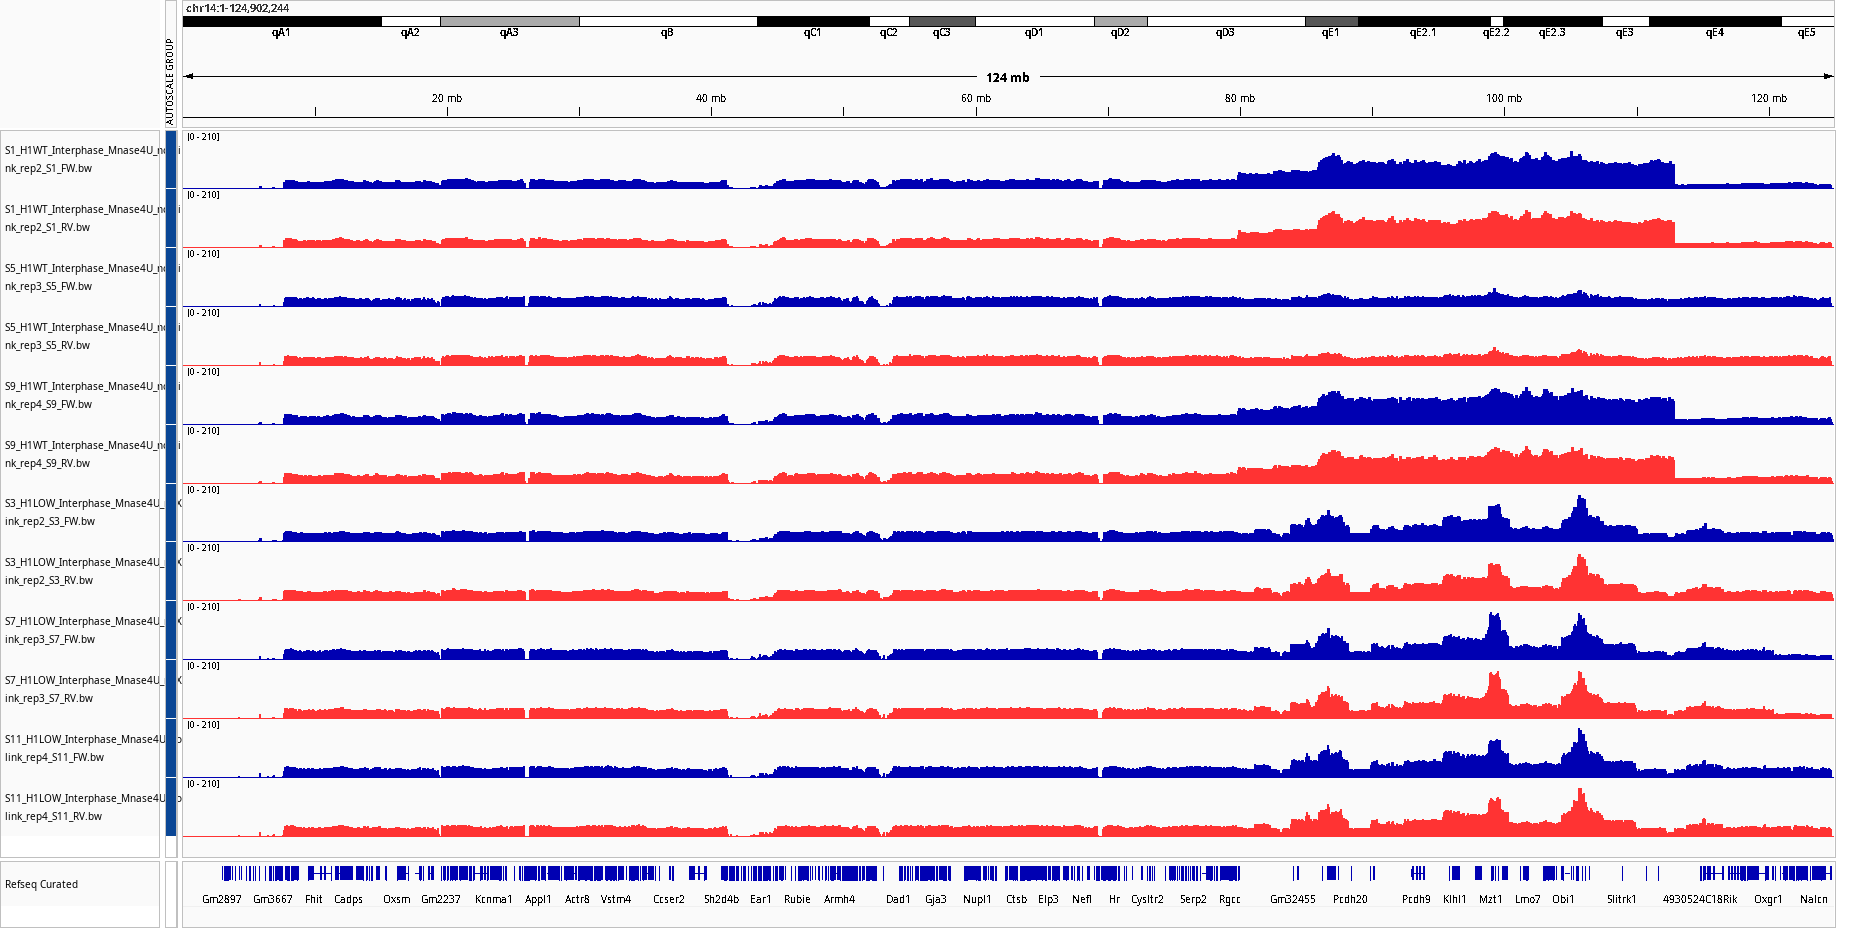 chr14:1-124,902,244
AUTOSCALE GROUP
qA1 qA2 qA3 qB qC1 qC2 qC3 qD1 qD2 qD3 qE1 qE2.1 qE2.2 qE2.3 qE3 qE4 qE5
124 mb
20 mb 40 mb 60 mb 80 mb 100 mb 120 mb
[0 - 210]
S1_H1WT_Interphase_Mnase4U_no
nk_rep2_S1_FW.bw
[0 - 210]
S1_H1WT_Interphase_Mnase4U_no
nk_rep2_S1_RV.bw
[0 - 210]
S5_H1WT_Interphase_Mnase4U_no
nk_rep3_S5_FW.bw
[0 - 210]
S5_H1WT_Interphase_Mnase4U_no
nk_rep3_S5_RV.bw
[0 - 210]
S9_H1WT_Interphase_Mnase4U_no
nk_rep4_S9_FW.bw
[0 - 210]
S9_H1WT_Interphase_Mnase4U_no
nk_rep4_S9_RV.bw
[0 - 210]
S3_H1LOW_Interphase_Mnase4U_
ink_rep2_S3_FW.bw
[0 - 210]
S3_H1LOW_Interphase_Mnase4U_
ink_rep2_S3_RV.bw
[0 - 210]
S7_H1LOW_Interphase_Mnase4U_
ink_rep3_S7_FW.bw
[0 - 210]
S7_H1LOW_Interphase_Mnase4U_
ink_rep3_S7_RV.bw
[0 - 210]
S11_H1LOW_Interphase_Mnase4U
link_rep4_S11_FW.bw
[0 - 210]
S11_H1LOW_Interphase_Mnase4U
link_rep4_S11_RV.bw
Refseq Curated
Gm2897 Gm3667 Fhit Cadps Oxsm Gm2237 Kcnma1 Appl1 Actr8 Vstm4 Ccser2 Sh2d4b Ear1 Rubie Armh4 Dad1 Gja3 Nupl1 Ctsb Elp3 Nefl Hr Cysltr2 Serp2 Rgcc Gm32455 Pcdh20 Pcdh9 Klhl1 Mzt1 Lmo7 Obi1 Slitrk1 4930524C18Rik Oxgr1 Nalcn